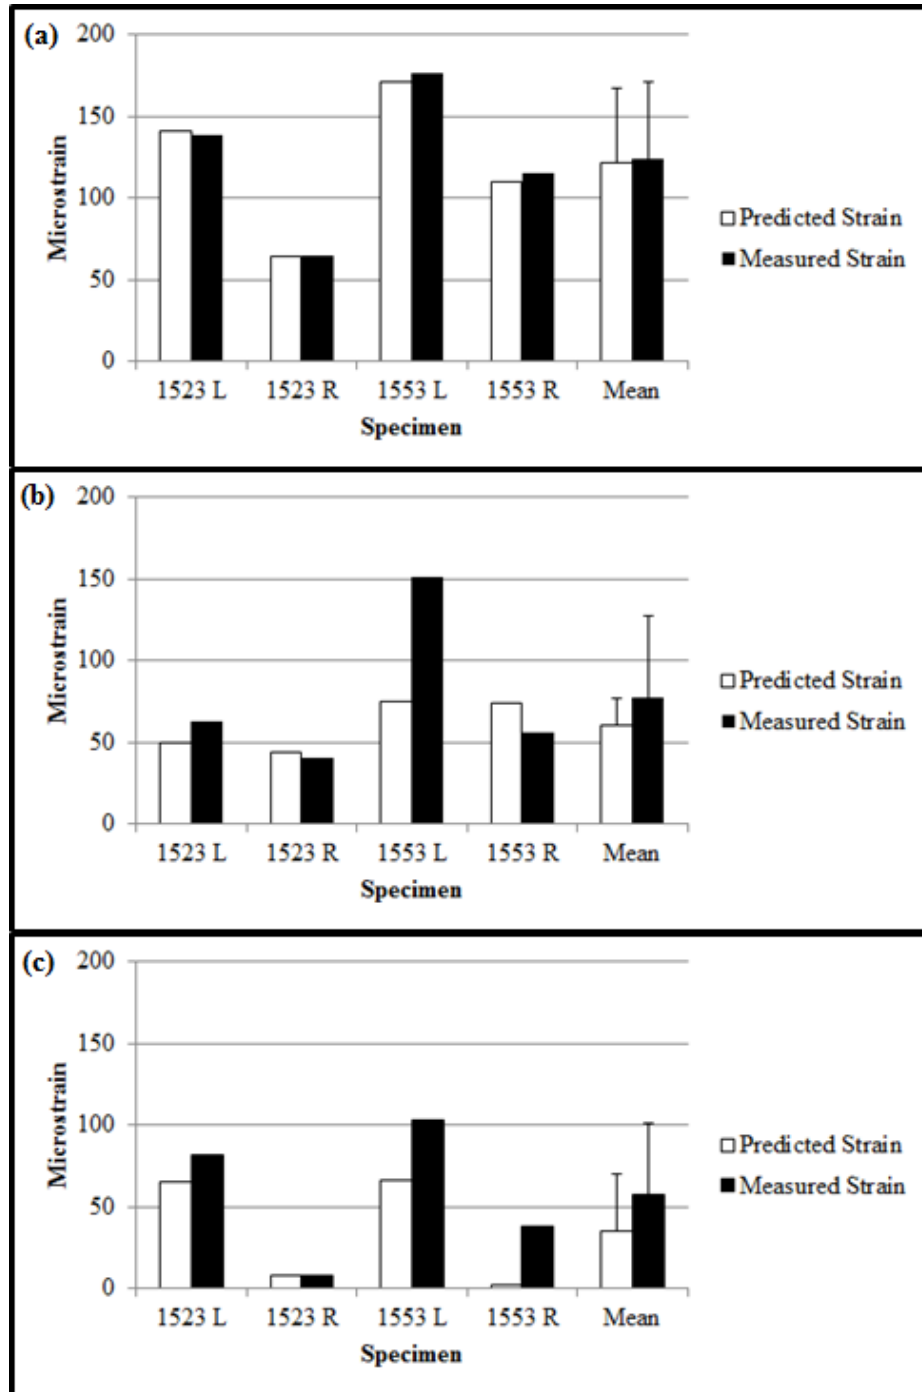 (a)
200
150
100
50
0
Microstrain
1523 L 1523 R 1553 L 1553 R Mean
Specimen
Predicted Strain
Measured Strain
(b)
200
150
100
50
0
Microstrain
1523 L 1523 R 1553 L 1553 R Mean
Specimen
Predicted Strain
Measured Strain
(c)
200
150
100
50
0
Microstrain
1523 L 1523 R 1553 L 1553 R Mean
Specimen
Predicted Strain
Measured Strain